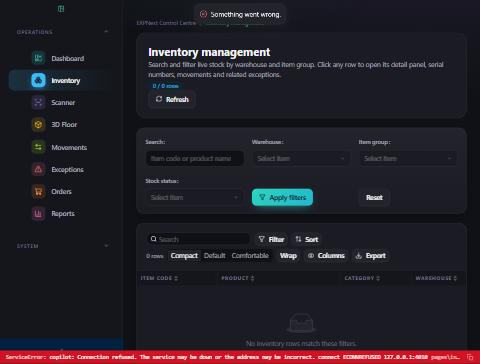 Something went wrong.
EXPNext Control Centre
OPERATIONS
Dashboard
Inventory
Scanner
3D Floor
Movements
Exceptions
Orders
Reports
SYSTEM
Inventory management
Search and filter live stock by warehouse and item group. Click any row to open its detail panel, serial
numbers, movements and related exceptions.
0 / 0 rows
Refresh
Search:
Warehouse:
Item group:
Item code or product name
Select Item
Select Item
Stock status:
Select Item
Apply filters
Reset
Search
Filter
Sort
0 rows
Compact
Default
Comfortable
Wrap
Columns
Export
ITEM CODE
PRODUCT
CATEGORY
WAREHOUSE
No inventory rows match these filters.
ServiceError: copilot: Connection refused. The service may be down or the address may be incorrect. connect ECONNREFUSED 127.0.0.1:4010